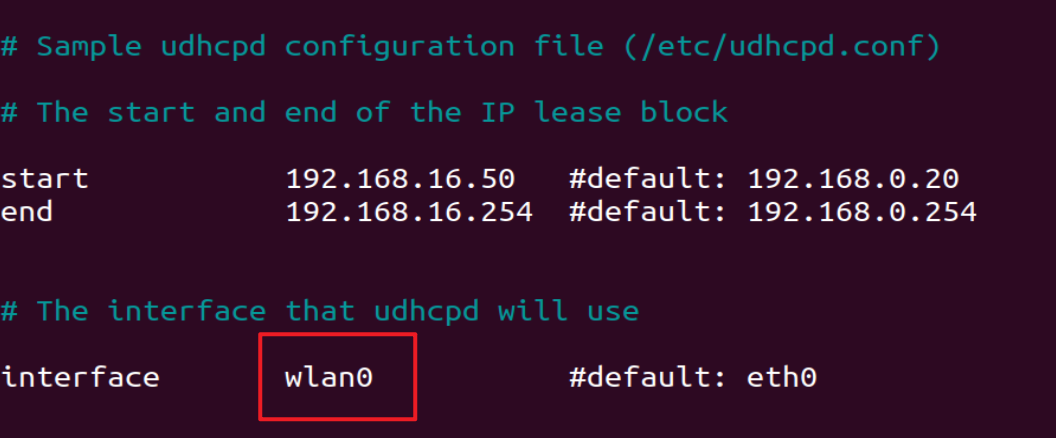 # Sample udhcpd configuration file (/etc/udhcpd.conf)
# The start and end of the IP lease block
start 192.168.16.50 #default: 192.168.0.20
end 192.168.16.254 #default: 192.168.0.254
# The interface that udhcpd will use
interface wlan0 #default: eth0